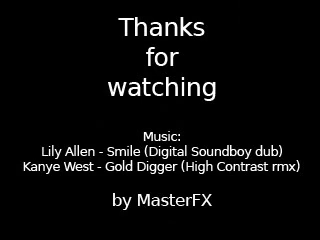 Thanks
for
watching
Music:
Lily Allen - Smile (Digital Soundboy dub)
Kanye West - Gold Digger (High Contrast rmx)
by MasterFX